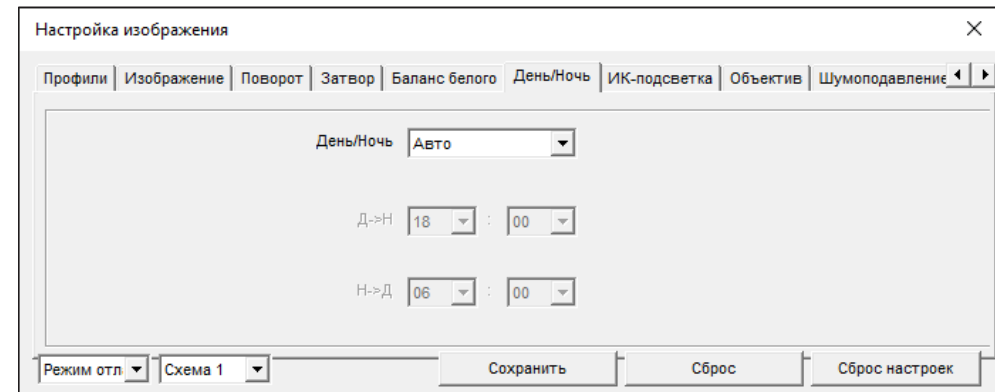 Настройка изображения
Профили Изображение Поворот Затвор Баланс белого День/Ночь ИК-подсветка Объектив Шумоподавление
День/Ночь Авто
Д->Н 18 : 00
Н->Д 06 : 00
Режим отл Схема 1 Сохранить Сброс Сброс настроек